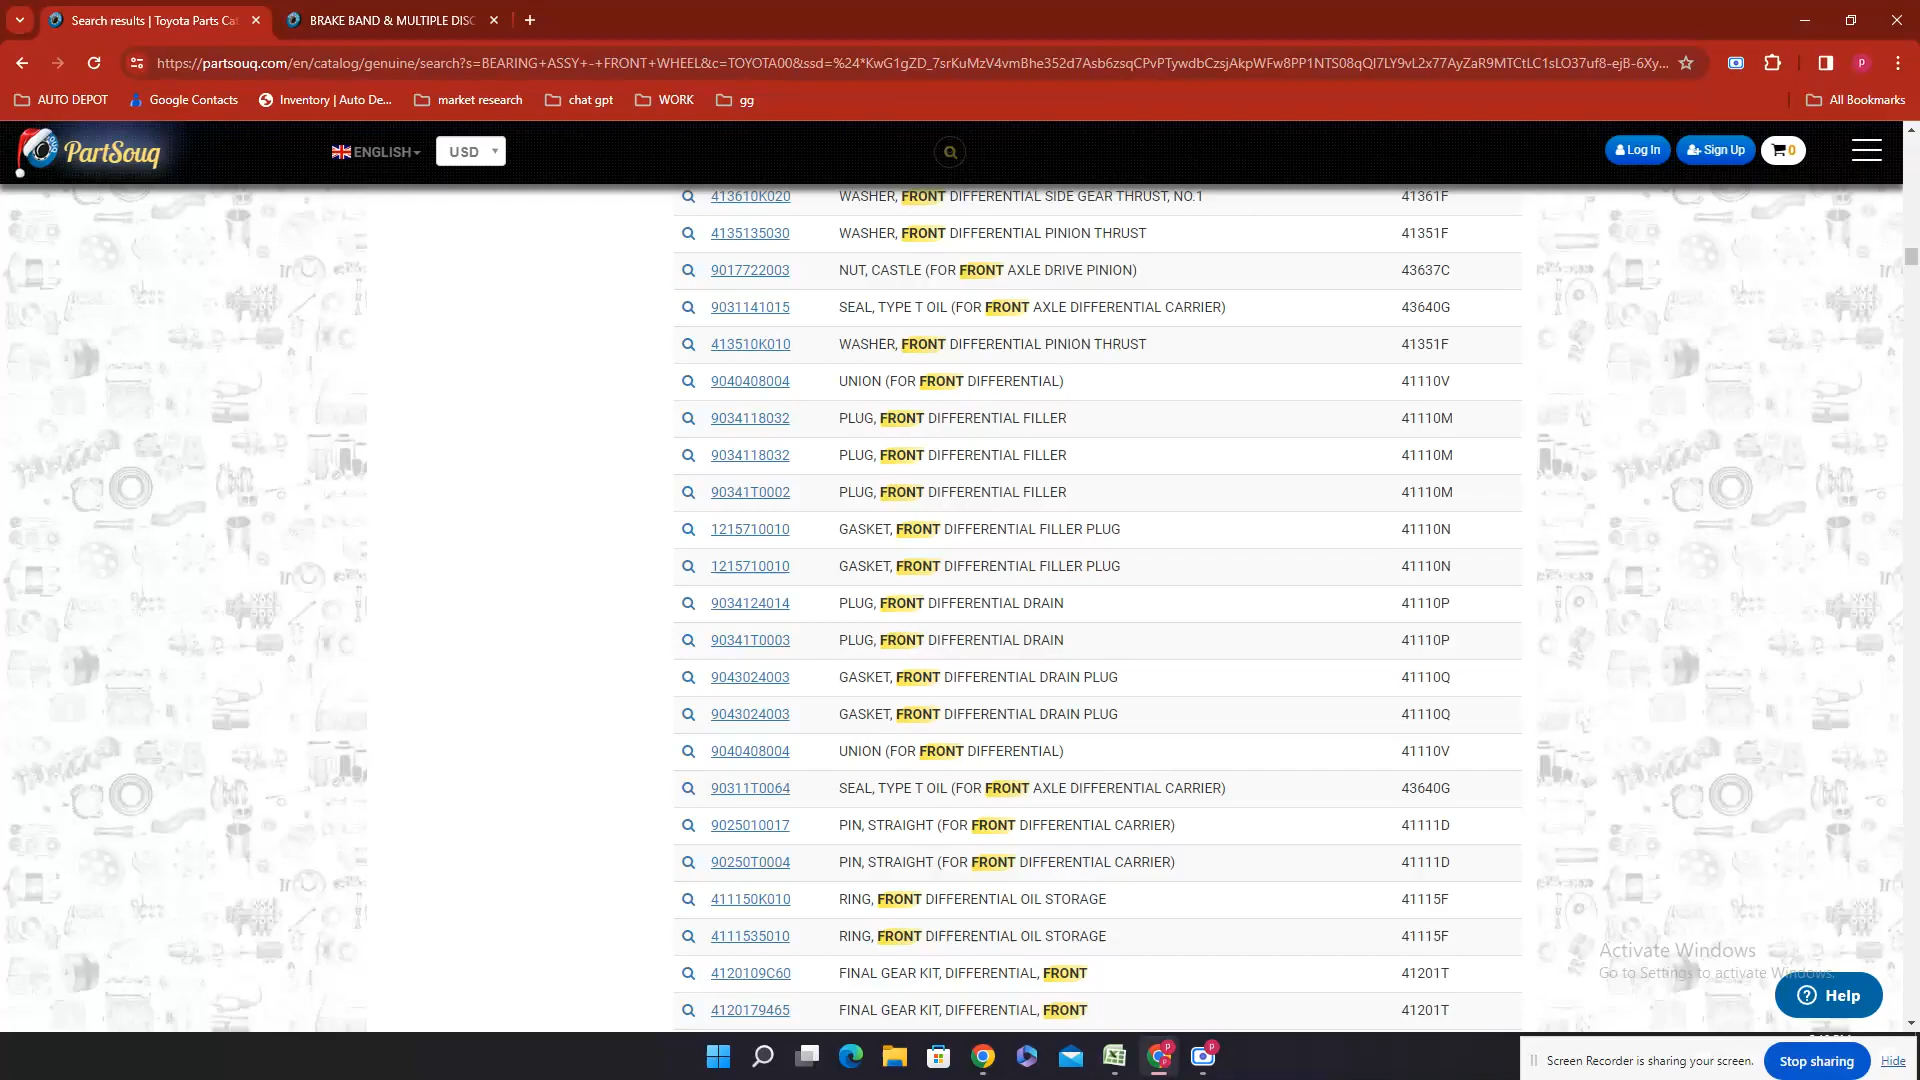 Search results | Toyota Parts Cat
BRAKE BAND & MULTIPLE DISC
https://partsouq.com/en/catalog/genuine/search?s=BEARING+ASSY+-+FRONT+WHEEL&c=TOYOTA00&ssd=%24*KwG1gZD_7srKuMzV4vmBhe352d7Asb6zsqCPvPTywdbCzsjAkpWFw8PP1NTS08qQI7LY9vL2x77AyZaR9MTCtLC1sLO37uf8-ejB-6Xy...
P
AUTO DEPOT
Google Contacts
Inventory | Auto De...
market research
chat gpt
WORK
gg
All Bookmarks
PartSouq
ENGLISH
USD
Log In
Sign Up
0
413610K020 WASHER, FRONT DIFFERENTIAL SIDE GEAR THRUST, NO.1 41361F
4135135030 WASHER, FRONT DIFFERENTIAL PINION THRUST 41351F
9017722003 NUT, CASTLE (FOR FRONT AXLE DRIVE PINION) 43637C
9031141015 SEAL, TYPE T OIL (FOR FRONT AXLE DIFFERENTIAL CARRIER) 43640G
413510K010 WASHER, FRONT DIFFERENTIAL PINION THRUST 41351F
9040408004 UNION (FOR FRONT DIFFERENTIAL) 41110V
9034118032 PLUG, FRONT DIFFERENTIAL FILLER 41110M
9034118032 PLUG, FRONT DIFFERENTIAL FILLER 41110M
90341T0002 PLUG, FRONT DIFFERENTIAL FILLER 41110M
1215710010 GASKET, FRONT DIFFERENTIAL FILLER PLUG 41110N
1215710010 GASKET, FRONT DIFFERENTIAL FILLER PLUG 41110N
9034124014 PLUG, FRONT DIFFERENTIAL DRAIN 41110P
90341T0003 PLUG, FRONT DIFFERENTIAL DRAIN 41110P
9043024003 GASKET, FRONT DIFFERENTIAL DRAIN PLUG 41110Q
9043024003 GASKET, FRONT DIFFERENTIAL DRAIN PLUG 41110Q
9040408004 UNION (FOR FRONT DIFFERENTIAL) 41110V
90311T0064 SEAL, TYPE T OIL (FOR FRONT AXLE DIFFERENTIAL CARRIER) 43640G
9025010017 PIN, STRAIGHT (FOR FRONT DIFFERENTIAL CARRIER) 41111D
90250T0004 PIN, STRAIGHT (FOR FRONT DIFFERENTIAL CARRIER) 41111D
411150K010 RING, FRONT DIFFERENTIAL OIL STORAGE 41115F
4111535010 RING, FRONT DIFFERENTIAL OIL STORAGE 41115F
4120109C60 FINAL GEAR KIT, DIFFERENTIAL, FRONT 41201T
4120179465 FINAL GEAR KIT, DIFFERENTIAL, FRONT 41201T
Activate Windows
Go to Settings to activate Windows.
Help
Screen Recorder is sharing your screen.
Stop sharing
Hide